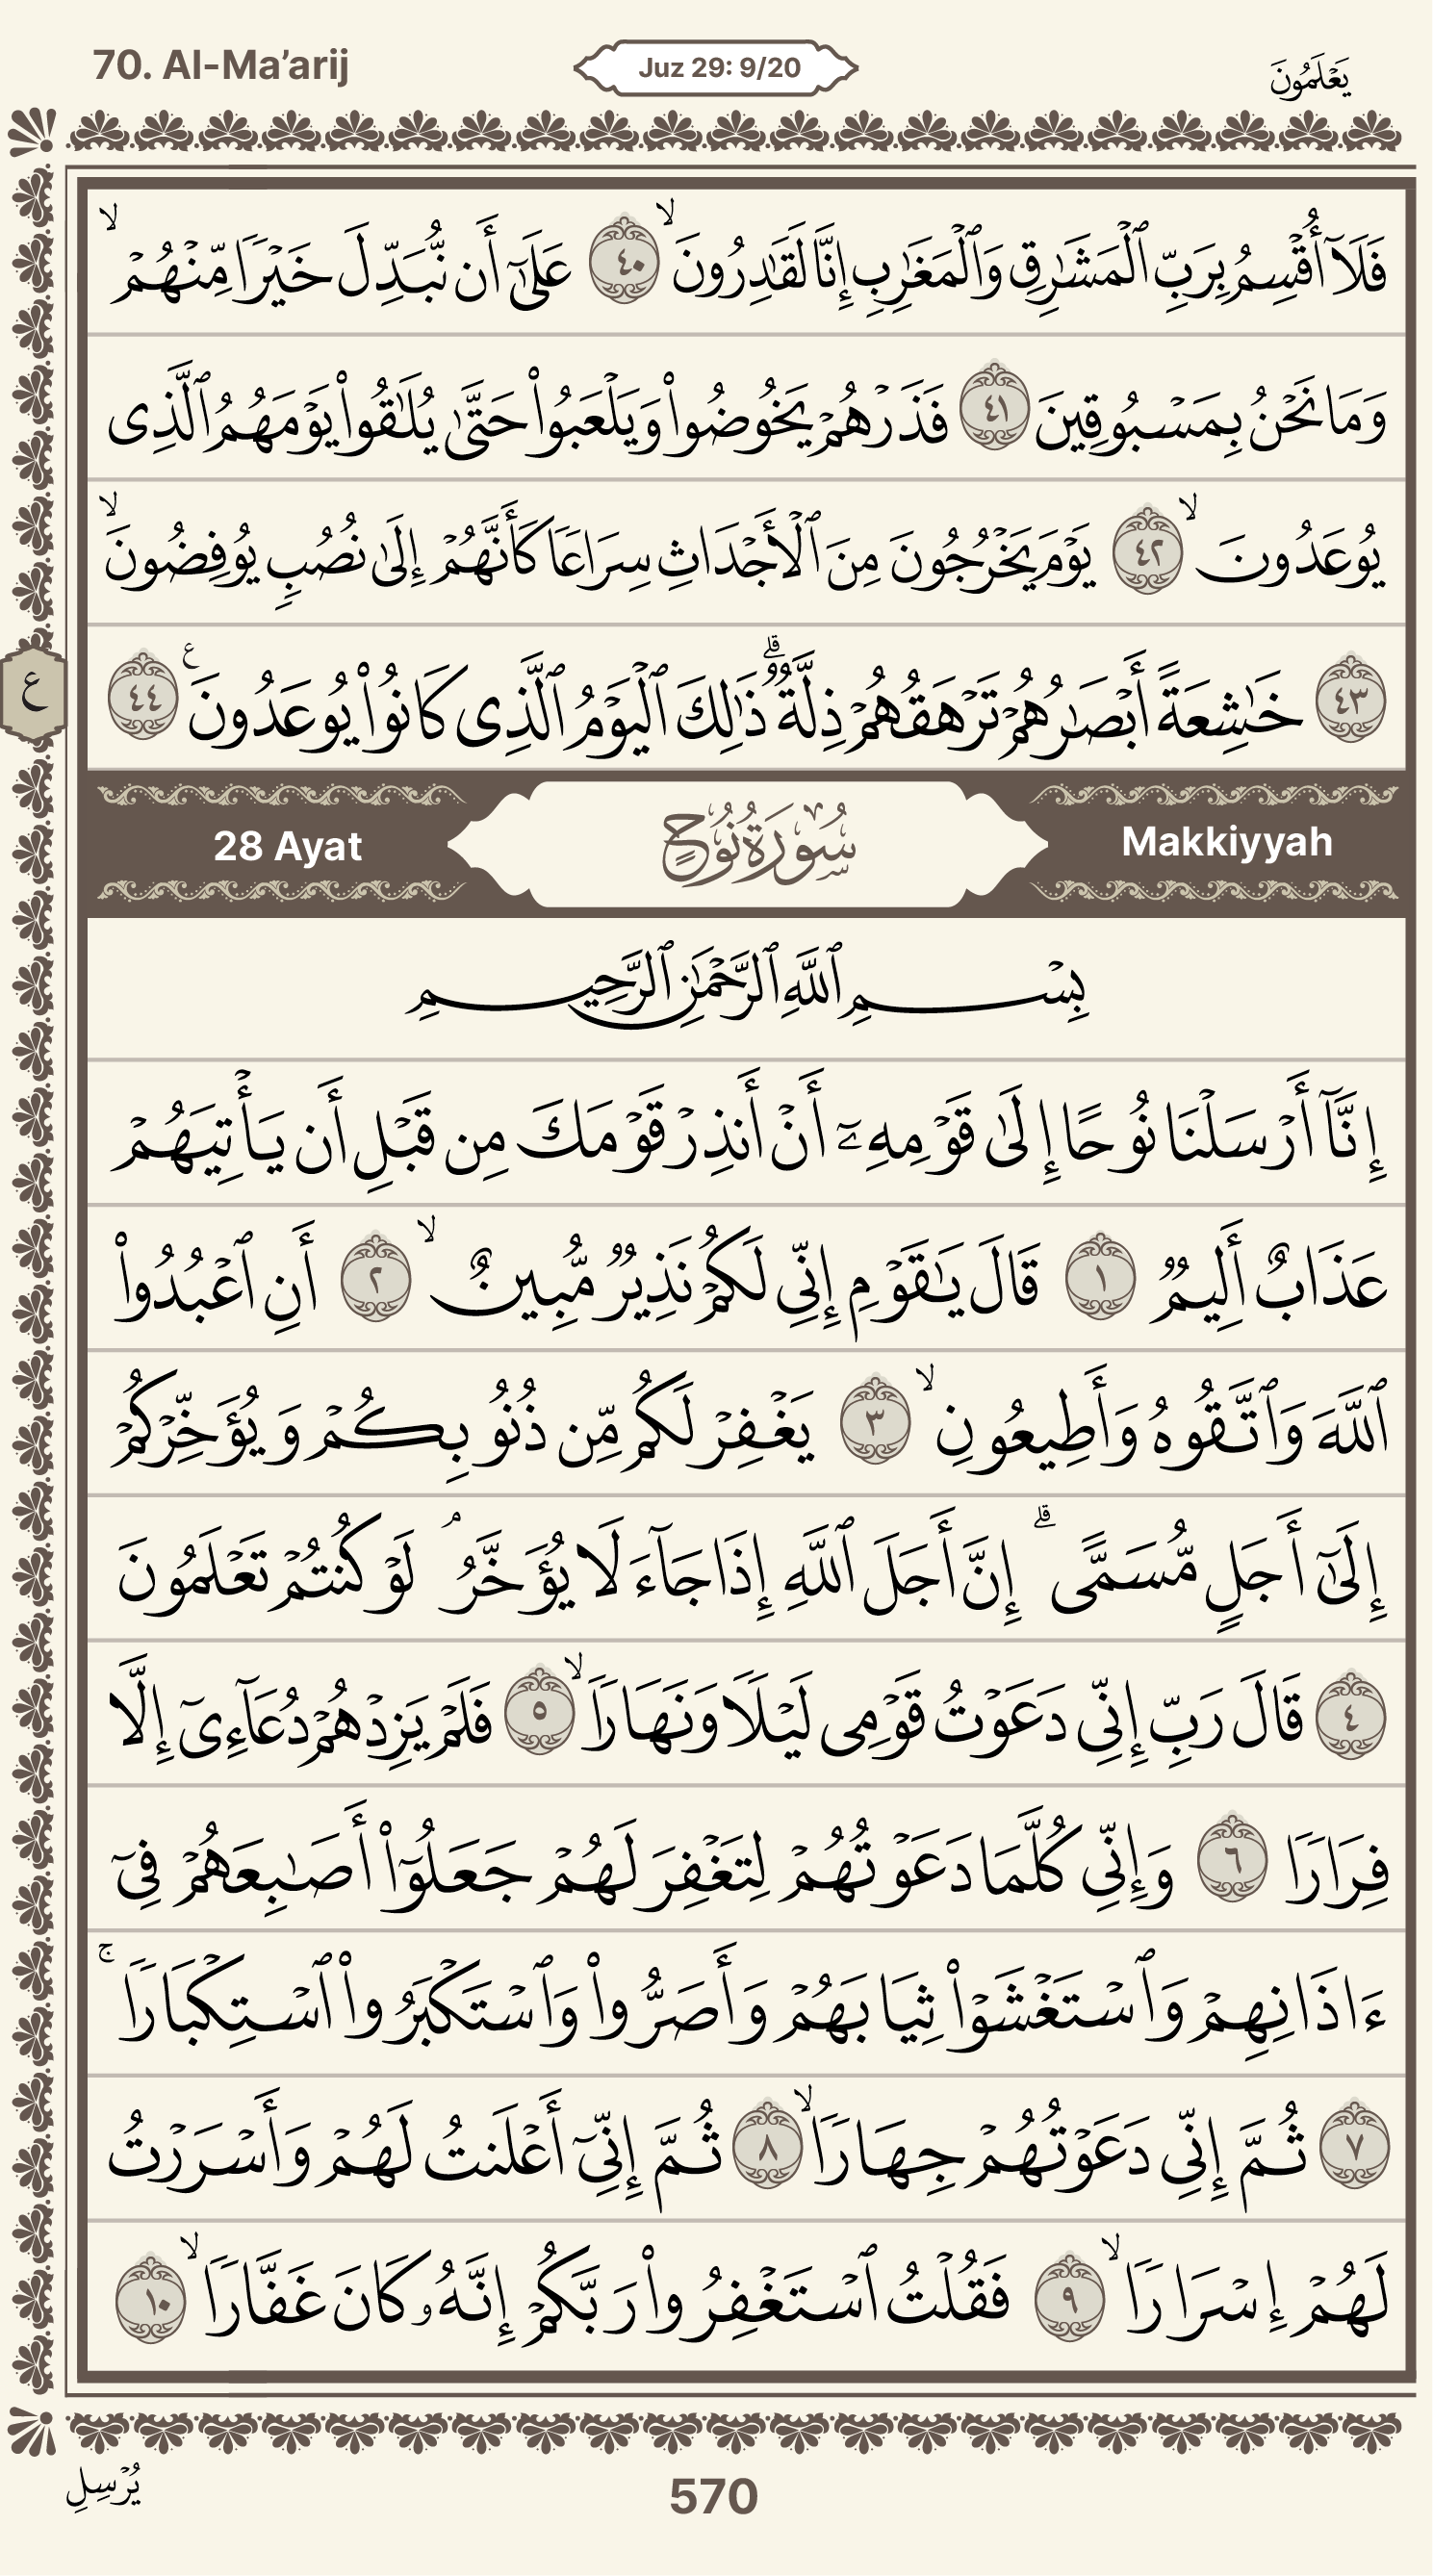 70. Al-Ma’arij
Juz 29: 9/20
يَعْلَمُونَ
فَلَآ أُقْسِمُ بِرَبِّ ٱلْمَشَٰرِقِ وَٱلْمَغَٰرِبِ إِنَّا لَقَٰدِرُونَ ۙ ٤٠ عَلَىٰٓ أَن نُّبَدِّلَ خَيْرًا مِّنْهُمْ ۙ
وَمَا نَحْنُ بِمَسْبُوقِينَ ٤١ فَذَرْهُمْ يَخُوضُوا۟ وَيَلْعَبُوا۟ حَتَّىٰ يُلَٰقُوا۟ يَوْمَهُمُ ٱلَّذِى
يُوعَدُونَ ۙ ٤٢ يَوْمَ يَخْرُجُونَ مِنَ ٱلْأَجْدَاثِ سِرَاعًا كَأَنَّهُمْ إِلَىٰ نُصُبٍ يُوفِضُونَ ۙ
٤٣ خَٰشِعَةً أَبْصَٰرُهُمْ تَرْهَقُهُمْ ذِلَّةٌ ۗ ذَٰلِكَ ٱلْيَوْمُ ٱلَّذِى كَانُوا۟ يُوعَدُونَ ع ٤٤
ع
28 Ayat
سُورَةُ نُوحٍ
Makkiyyah
بِسْمِ ٱللَّهِ ٱلرَّحْمَٰنِ ٱلرَّحِيمِ
إِنَّآ أَرْسَلْنَا نُوحًا إِلَىٰ قَوْمِهِۦٓ أَنْ أَنذِرْ قَوْمَكَ مِن قَبْلِ أَن يَأْتِيَهُمْ
عَذَابٌ أَلِيمٌ ١ قَالَ يَٰقَوْمِ إِنِّى لَكُمْ نَذِيرٌ مُّبِينٌ ۙ ٢ أَنِ ٱعْبُدُوا۟
ٱللَّهَ وَٱتَّقُوهُ وَأَطِيعُونِ ۙ ٣ يَغْفِرْ لَكُم مِّن ذُنُوبِكُمْ وَيُؤَخِّرْكُمْ
إِلَىٰٓ أَجَلٍ مُّسَمًّى ۗ إِنَّ أَجَلَ ٱللَّهِ إِذَا جَآءَ لَا يُؤَخَّرُ ۘ لَوْ كُنتُمْ تَعْلَمُونَ
٤ قَالَ رَبِّ إِنِّى دَعَوْتُ قَوْمِى لَيْلًا وَنَهَارًا ۙ ٥ فَلَمْ يَزِدْهُمْ دُعَآءِىٓ إِلَّا
فِرَارًا ٦ وَإِنِّى كُلَّمَا دَعَوْتُهُمْ لِتَغْفِرَ لَهُمْ جَعَلُوٓا۟ أَصَٰبِعَهُمْ فِىٓ
ءَاذَانِهِمْ وَٱسْتَغْشَوْا۟ ثِيَابَهُمْ وَأَصَرُّوا۟ وَٱسْتَكْبَرُوا۟ ٱسْتِكْبَارًا ۚ
٧ ثُمَّ إِنِّى دَعَوْتُهُمْ جِهَارًا ۙ ٨ ثُمَّ إِنِّىٓ أَعْلَنتُ لَهُمْ وَأَسْرَرْتُ
لَهُمْ إِسْرَارًا ۙ ٩ فَقُلْتُ ٱسْتَغْفِرُوا۟ رَبَّكُمْ إِنَّهُۥ كَانَ غَفَّارًا ۙ ١٠
يُرْسِلِ
570